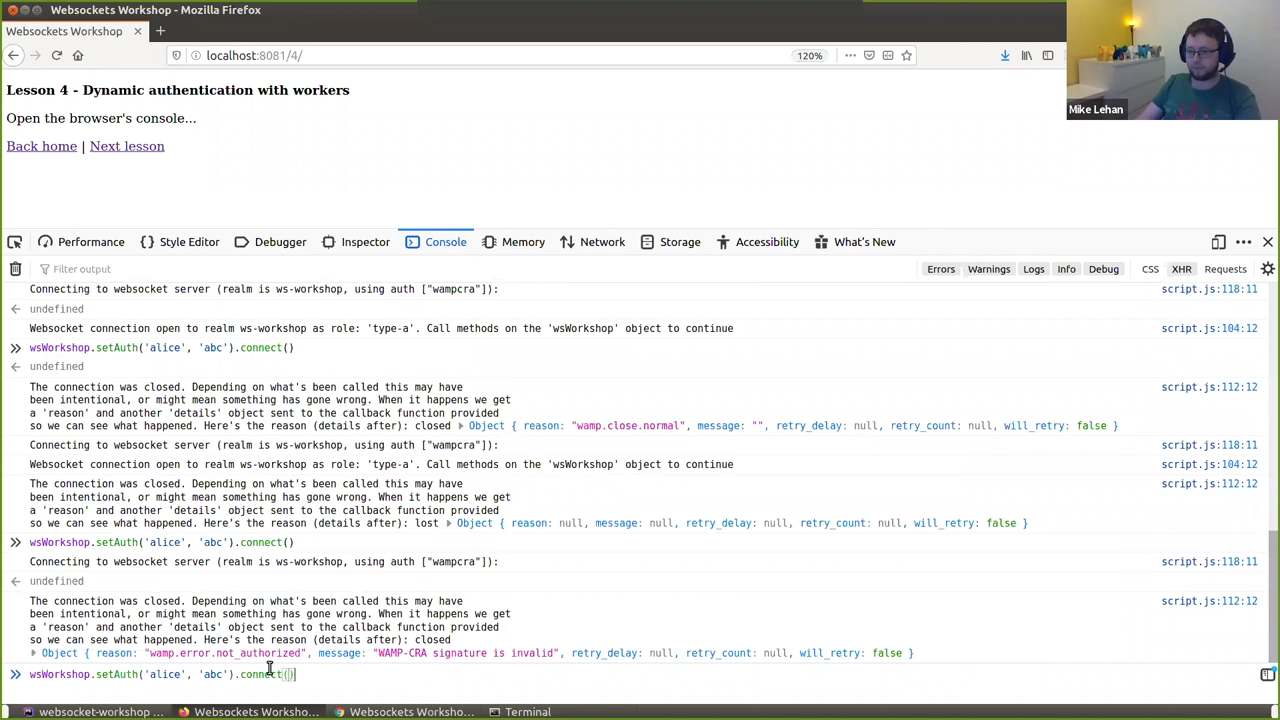 Websockets Workshop - Mozilla Firefox
Websockets Workshop
localhost:8081/4/
120%
Mike Lehan
Lesson 4 - Dynamic authentication with workers
Open the browser's console...
Back home | Next lesson
Performance
Style Editor
Debugger
Inspector
Console
Memory
Network
Storage
Accessibility
What's New
Filter output
Errors
Warnings
Logs
Info
Debug
CSS
XHR
Requests
Connecting to websocket server (realm is ws-workshop, using auth ["wampcra"]): script.js:118:11
undefined
Websocket connection open to realm ws-workshop as role: 'type-a'. Call methods on the 'wsWorkshop' object to continue script.js:104:12
wsWorkshop.setAuth('alice', 'abc').connect()
undefined
The connection was closed. Depending on what's been called this may have script.js:112:12
been intentional, or might mean something has gone wrong. When it happens we get
a 'reason' and another 'details' object sent to the callback function provided
so we can see what happened. Here's the reason (details after): closed Object { reason: "wamp.close.normal", message: "", retry_delay: null, retry_count: null, will_retry: false }
Connecting to websocket server (realm is ws-workshop, using auth ["wampcra"]): script.js:118:11
Websocket connection open to realm ws-workshop as role: 'type-a'. Call methods on the 'wsWorkshop' object to continue script.js:104:12
The connection was closed. Depending on what's been called this may have script.js:112:12
been intentional, or might mean something has gone wrong. When it happens we get
a 'reason' and another 'details' object sent to the callback function provided
so we can see what happened. Here's the reason (details after): lost Object { reason: null, message: null, retry_delay: null, retry_count: null, will_retry: false }
wsWorkshop.setAuth('alice', 'abc').connect()
Connecting to websocket server (realm is ws-workshop, using auth ["wampcra"]): script.js:118:11
undefined
The connection was closed. Depending on what's been called this may have script.js:112:12
been intentional, or might mean something has gone wrong. When it happens we get
a 'reason' and another 'details' object sent to the callback function provided
so we can see what happened. Here's the reason (details after): closed
Object { reason: "wamp.error.not_authorized", message: "WAMP-CRA signature is invalid", retry_delay: null, retry_count: null, will_retry: false }
wsWorkshop.setAuth('alice', 'abc').connect()
websocket-workshop ...
Websockets Worksho...
Websockets Worksho...
Terminal